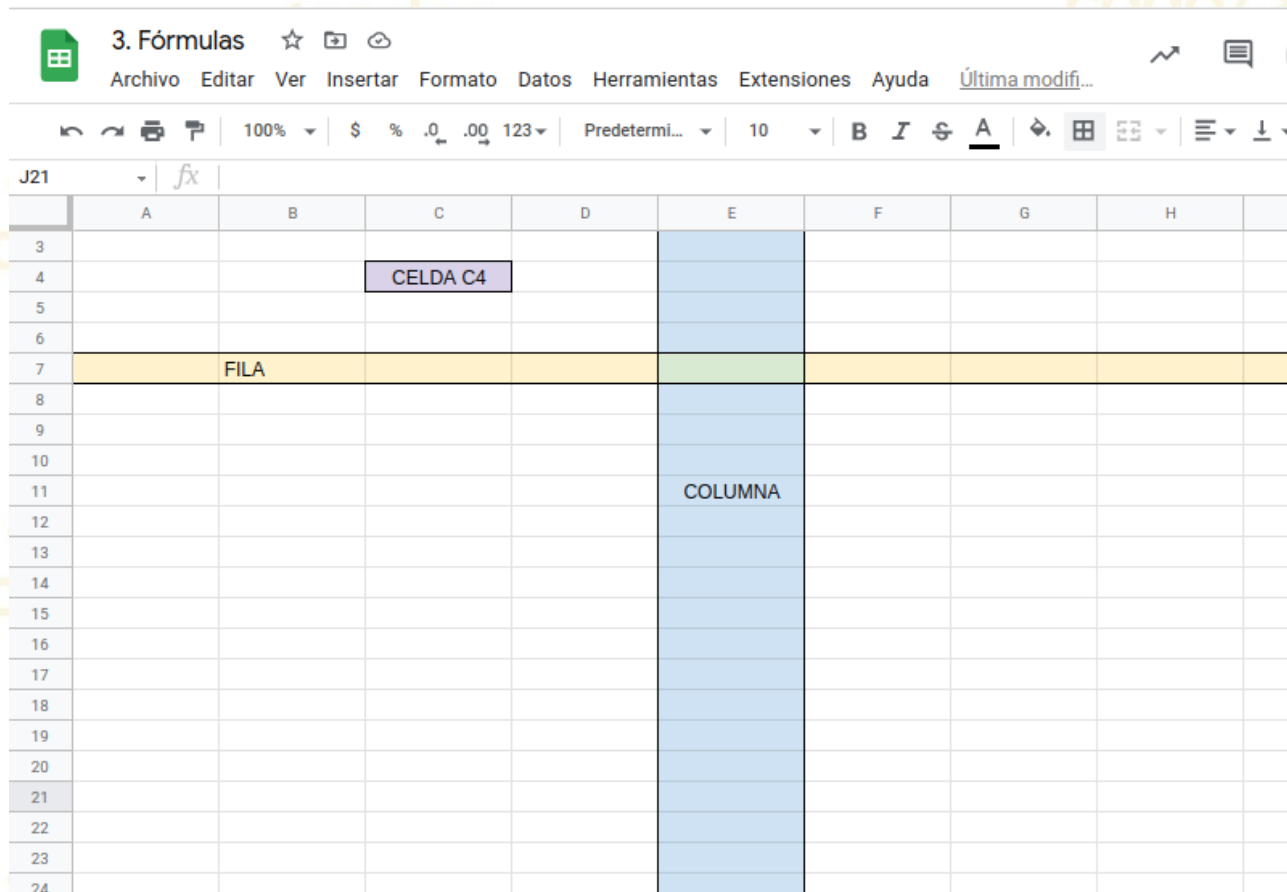 3. Fórmulas
Archivo Editar Ver Insertar Formato Datos Herramientas Extensiones Ayuda Última modifi...
100% $ % .0 .00 123 Predetermi... 10 B I S A
J21 fx
A B C D E F G H
3
4 CELDA C4
5
6
7 FILA
8
9
10
11 COLUMNA
12
13
14
15
16
17
18
19
20
21
22
23
24